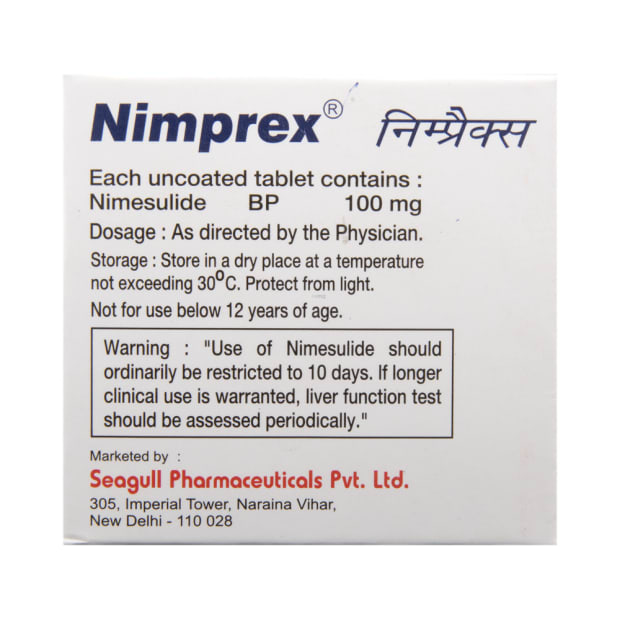 Nimprex® निम्प्रैक्स
Each uncoated tablet contains :
Nimesulide BP 100 mg
Dosage : As directed by the Physician.
Storage : Store in a dry place at a temperature
not exceeding 30°C. Protect from light.
Not for use below 12 years of age.
Warning : "Use of Nimesulide should
ordinarily be restricted to 10 days. If longer
clinical use is warranted, liver function test
should be assessed periodically."
Marketed by :
Seagull Pharmaceuticals Pvt. Ltd.
305, Imperial Tower, Naraina Vihar,
New Delhi - 110 028